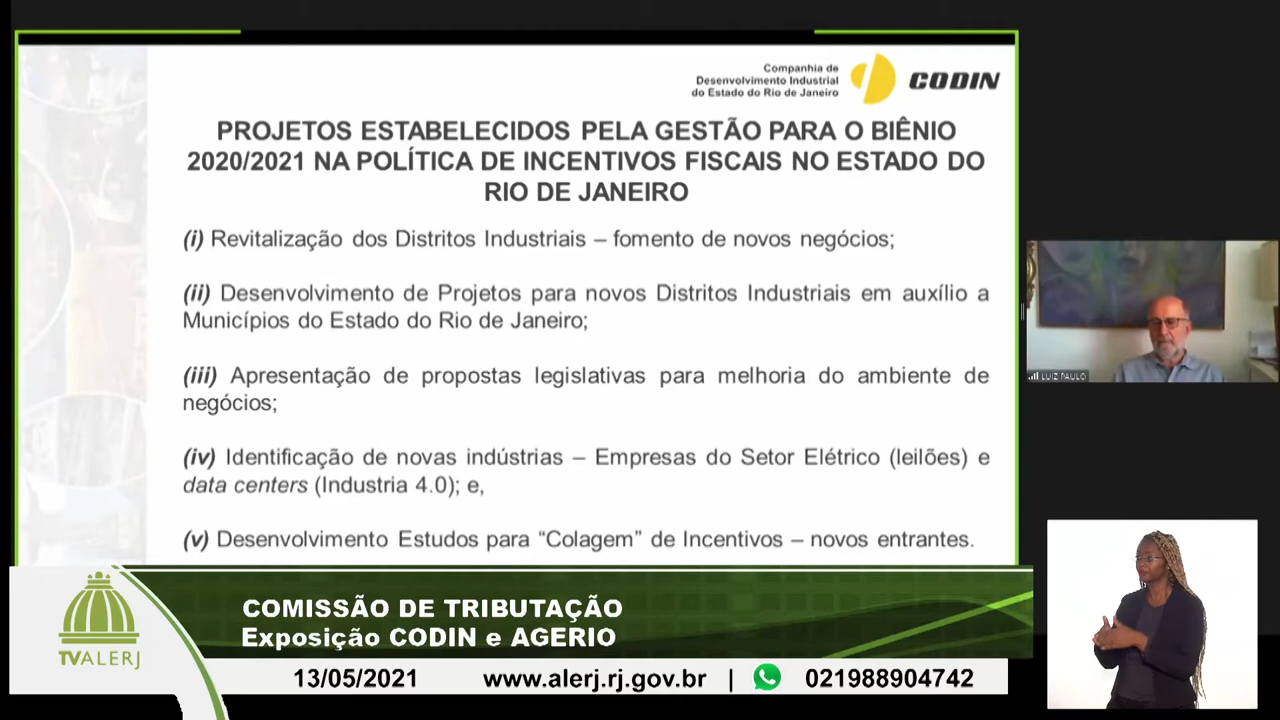 Companhia de
Desenvolvimento Industrial
do Estado do Rio de Janeiro
CODIN
PROJETOS ESTABELECIDOS PELA GESTÃO PARA O BIÊNIO
2020/2021 NA POLÍTICA DE INCENTIVOS FISCAIS NO ESTADO DO
RIO DE JANEIRO
(i) Revitalização dos Distritos Industriais – fomento de novos negócios;
(ii) Desenvolvimento de Projetos para novos Distritos Industriais em auxílio a
Municípios do Estado do Rio de Janeiro;
(iii) Apresentação de propostas legislativas para melhoria do ambiente de
negócios;
(iv) Identificação de novas indústrias – Empresas do Setor Elétrico (leilões) e
data centers (Industria 4.0); e,
(v) Desenvolvimento Estudos para “Colagem” de Incentivos – novos entrantes.
LUIZ PAULO
COMISSÃO DE TRIBUTAÇÃO
Exposição CODIN e AGERIO
TVALERJ
13/05/2021 www.alerj.rj.gov.br | 021988904742